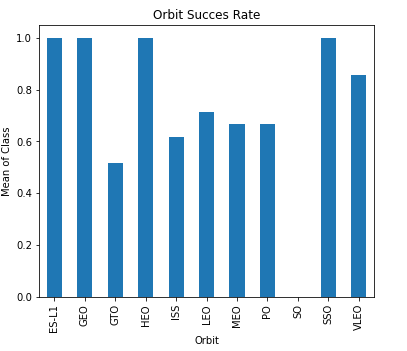 Orbit Succes Rate
Mean of Class
1.0
0.8
0.6
0.4
0.2
0.0
ES-L1
GEO
GTO
HEO
ISS
LEO
MEO
PO
SO
SSO
VLEO
Orbit